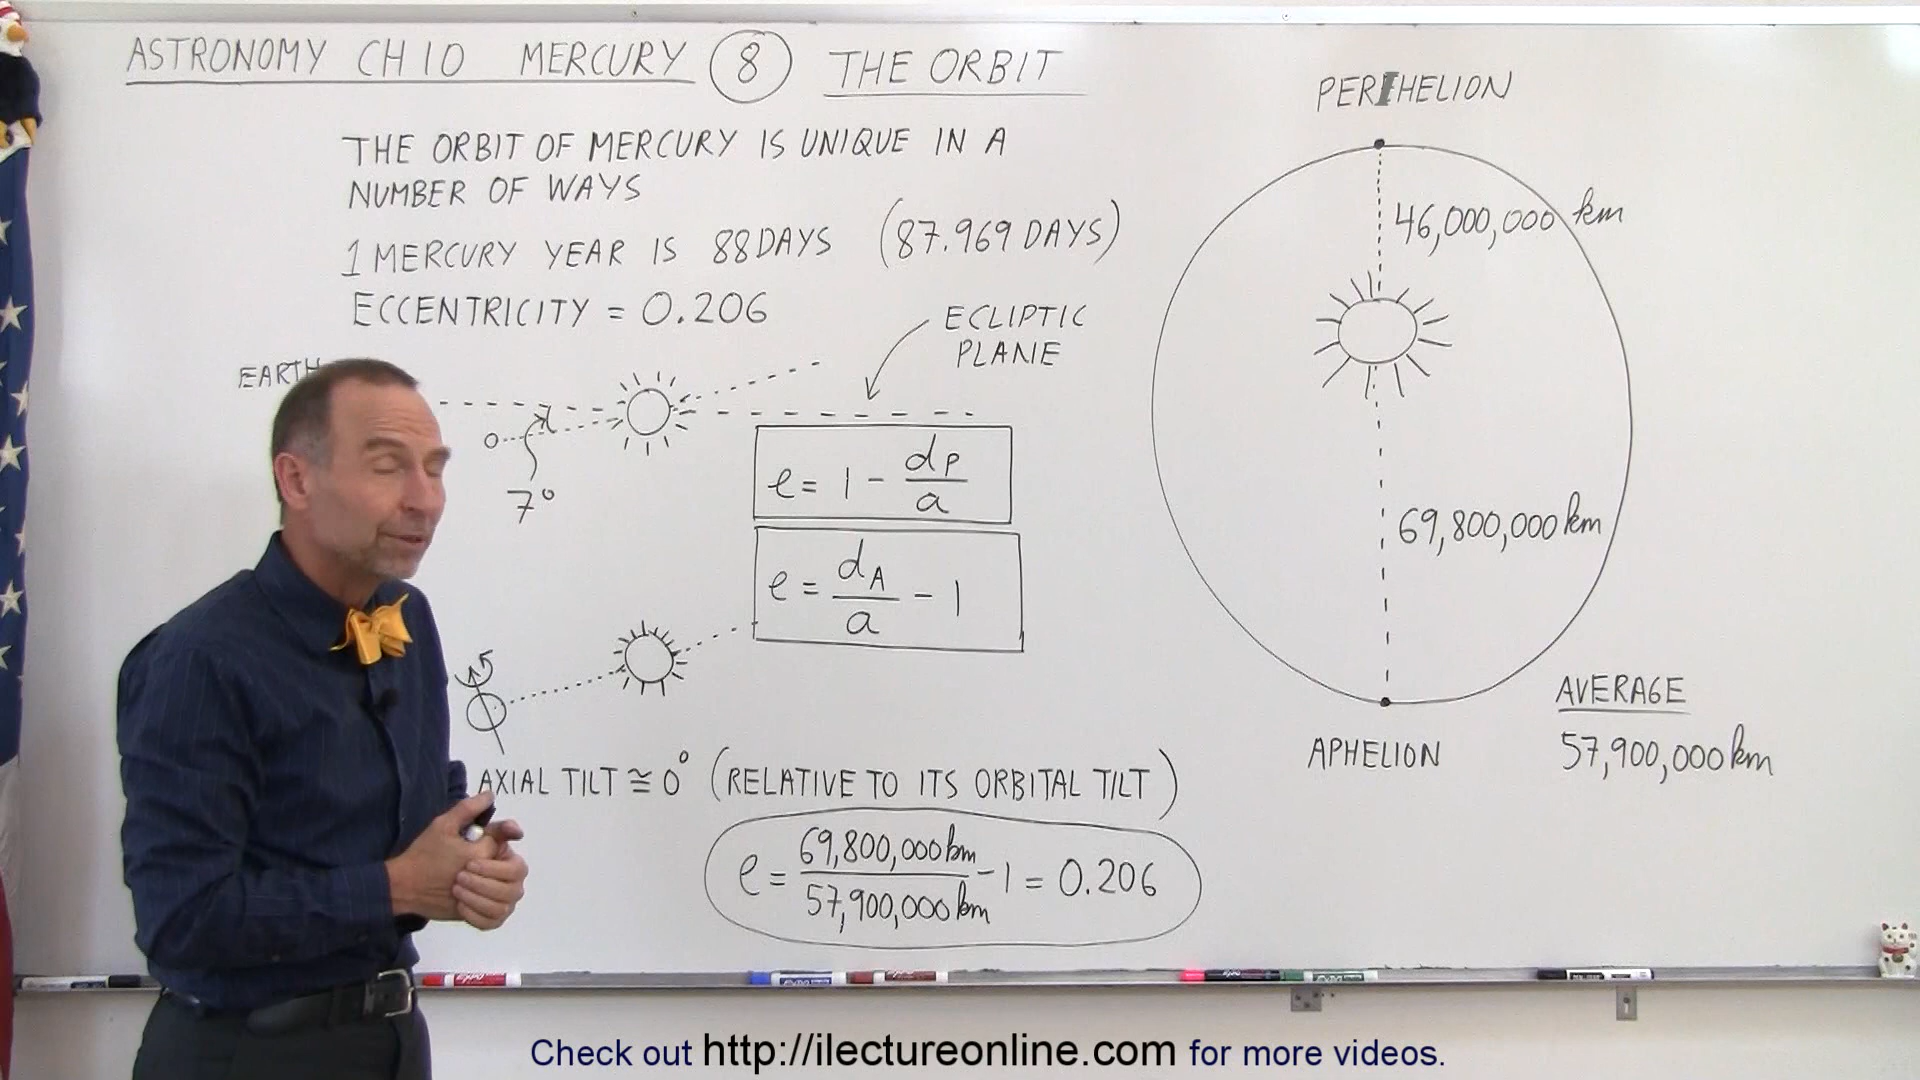 ASTRONOMY CH 10 MERCURY 8 THE ORBIT
THE ORBIT OF MERCURY IS UNIQUE IN A
NUMBER OF WAYS
1 MERCURY YEAR IS 88 DAYS (87.969 DAYS)
ECCENTRICITY = 0.206
EARTH
ECLIPTIC
PLANE
7°
e = 1 - dP/a
e = dA/a - 1
AXIAL TILT ≅ 0° (RELATIVE TO ITS ORBITAL TILT)
e = 69,800,000 km / 57,900,000 km - 1 = 0.206
PERIHELION
46,000,000 km
69,800,000 km
APHELION
AVERAGE
57,900,000 km
Check out http://ilectureonline.com for more videos.